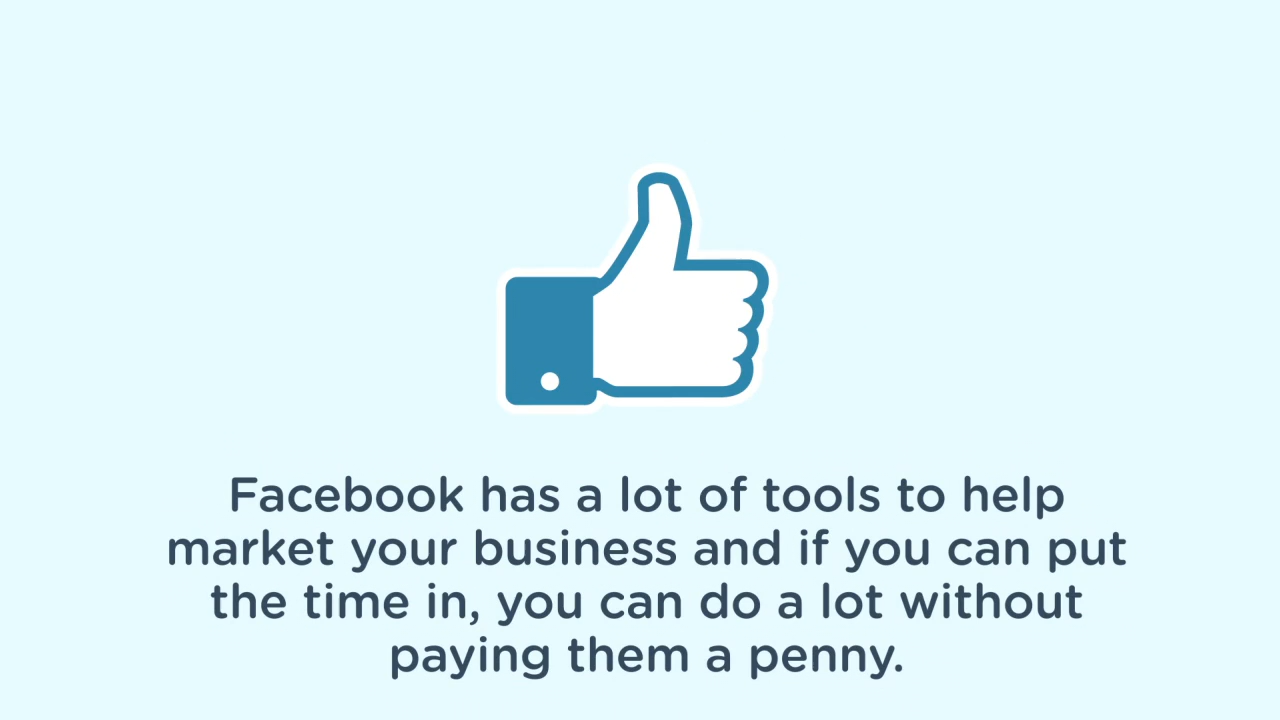 Facebook has a lot of tools to help
market your business and if you can put
the time in, you can do a lot without
paying them a penny.